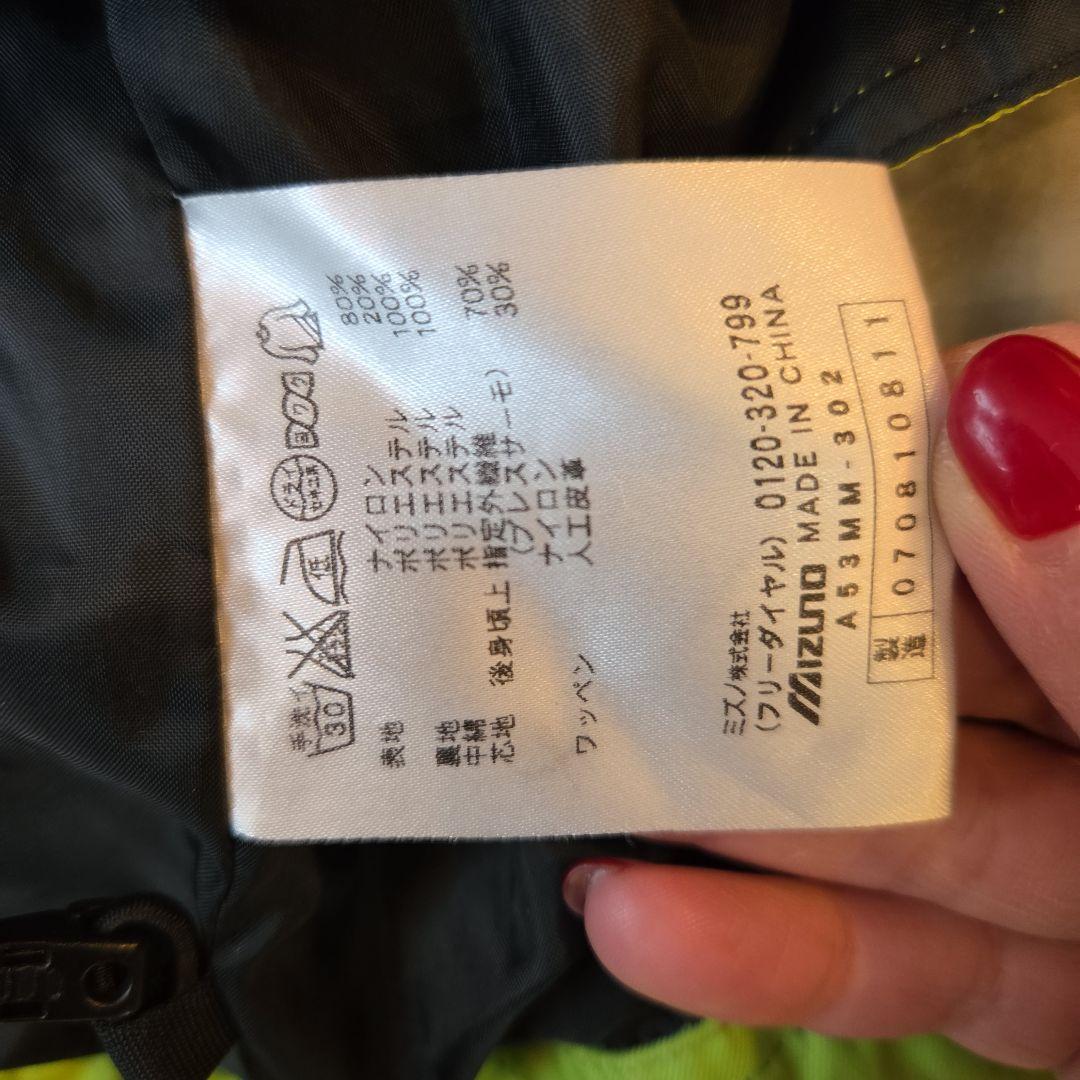 手洗イ
30 低 ドライ セキユ系 ヨワク
表地 ナイロン 80%
ポリエステル 20%
裏地 ポリエステル 100%
中綿 ポリエステル 100%
芯地 後身頃上 指定外繊維
(ブレスサーモ) 70%
ナイロン 30%
ワッペン 人工皮革
ミズノ株式会社
(フリーダイヤル) 0120-320-799
MIZUNO MADE IN CHINA
A53MM-302
製造 070810811